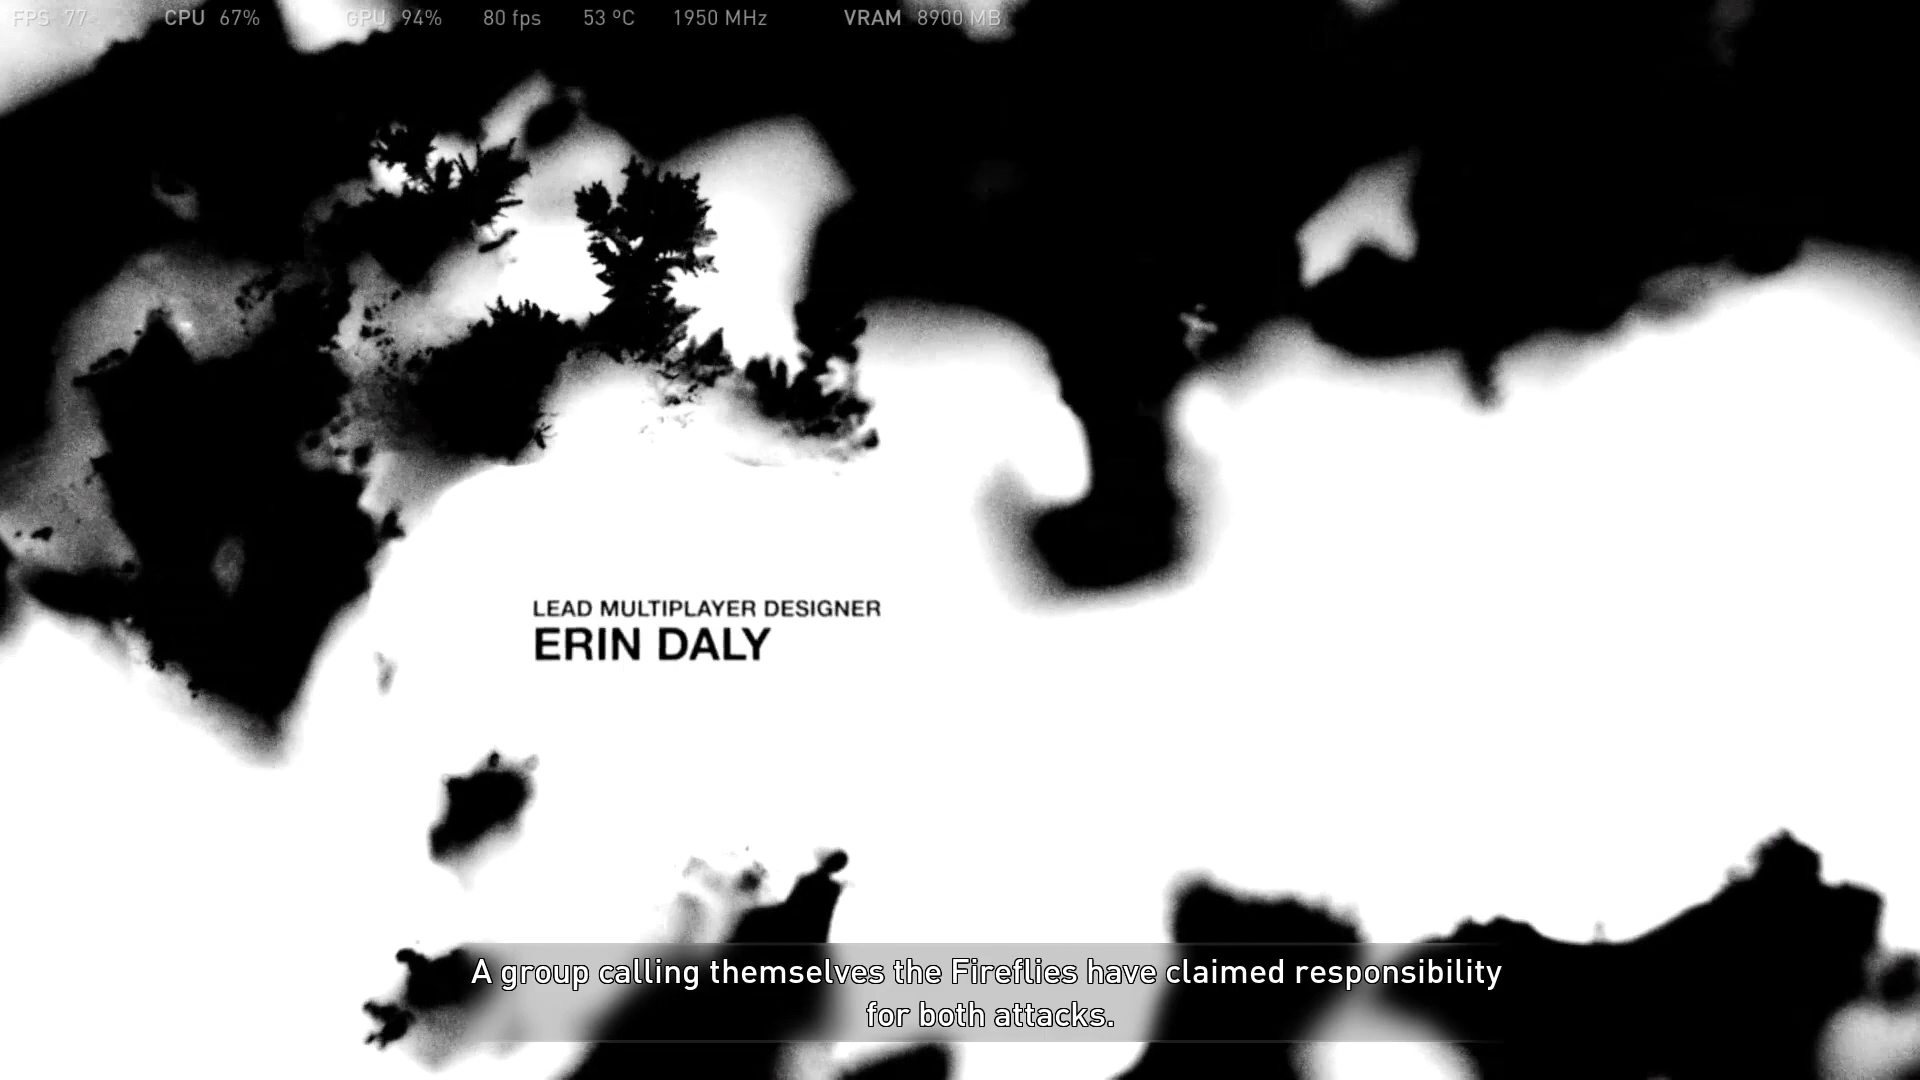 FPS 77 CPU 67% GPU 94% 80 fps 53 ºC 1950 MHz VRAM 8900 MB
LEAD MULTIPLAYER DESIGNER
ERIN DALY
A group calling themselves the Fireflies have claimed responsibility
for both attacks.